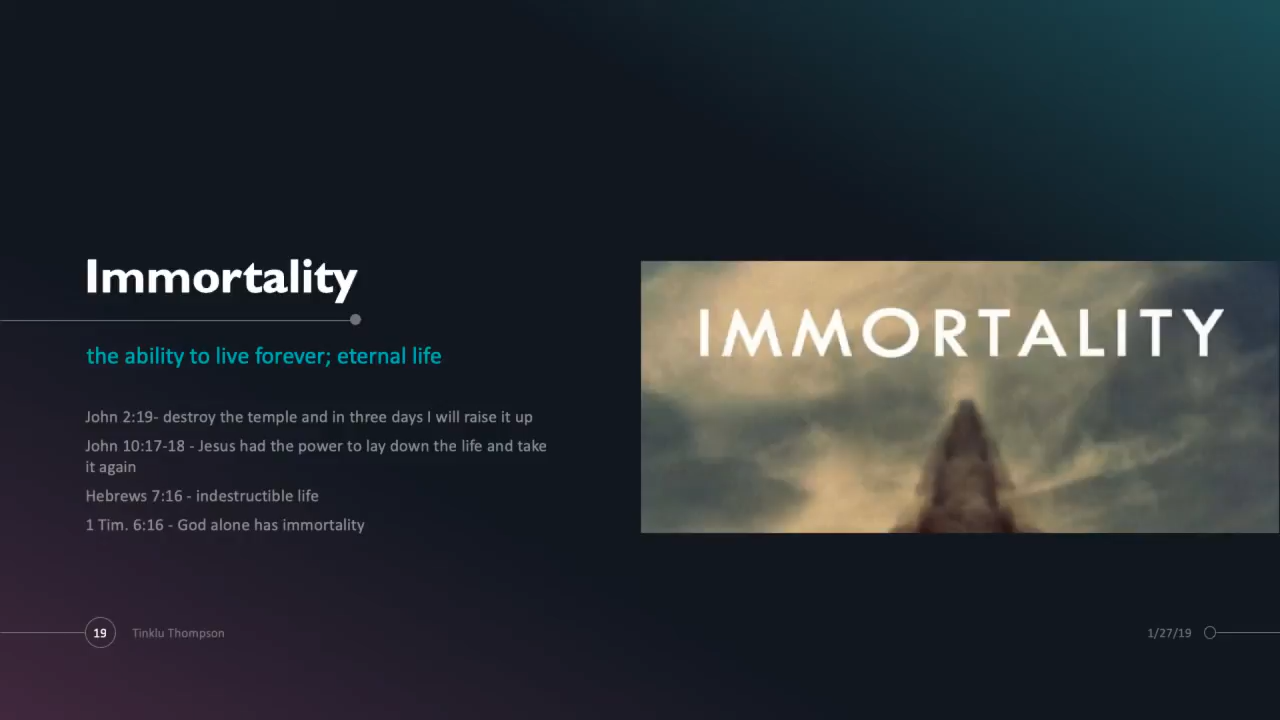 Immortality
the ability to live forever; eternal life
John 2:19- destroy the temple and in three days I will raise it up
John 10:17-18 - Jesus had the power to lay down the life and take
it again
Hebrews 7:16 - indestructible life
1 Tim. 6:16 - God alone has immortality
IMMORTALITY
19
Tinklu Thompson
1/27/19